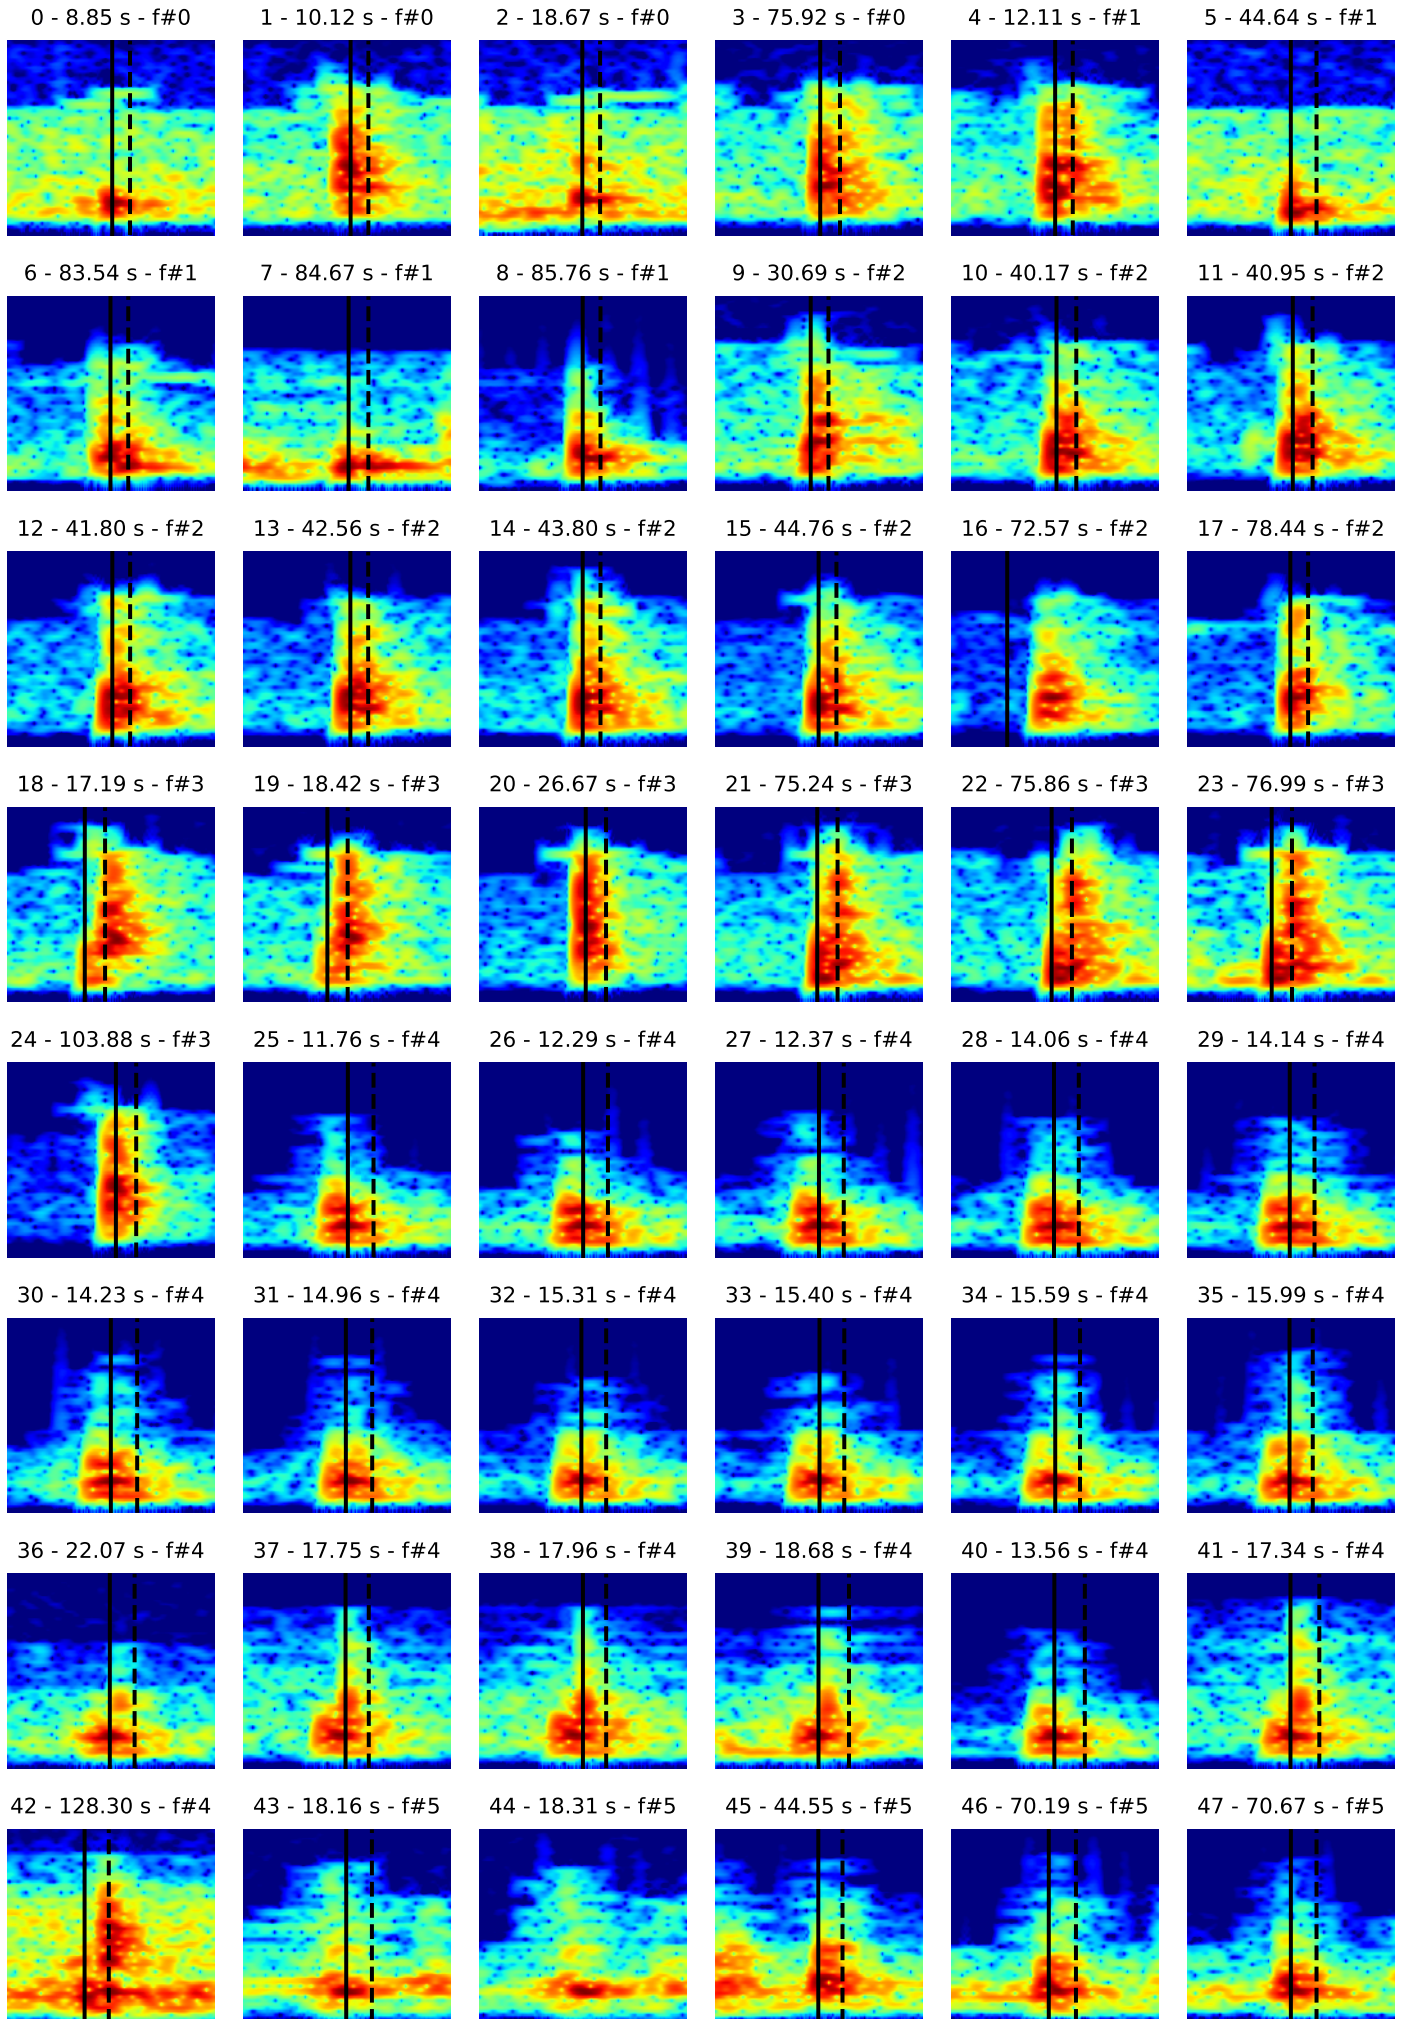 0 - 8.85 s - f#0 1 - 10.12 s - f#0 2 - 18.67 s - f#0 3 - 75.92 s - f#0 4 - 12.11 s - f#1 5 - 44.64 s - f#1
6 - 83.54 s - f#1 7 - 84.67 s - f#1 8 - 85.76 s - f#1 9 - 30.69 s - f#2 10 - 40.17 s - f#2 11 - 40.95 s - f#2
12 - 41.80 s - f#2 13 - 42.56 s - f#2 14 - 43.80 s - f#2 15 - 44.76 s - f#2 16 - 72.57 s - f#2 17 - 78.44 s - f#2
18 - 17.19 s - f#3 19 - 18.42 s - f#3 20 - 26.67 s - f#3 21 - 75.24 s - f#3 22 - 75.86 s - f#3 23 - 76.99 s - f#3
24 - 103.88 s - f#3 25 - 11.76 s - f#4 26 - 12.29 s - f#4 27 - 12.37 s - f#4 28 - 14.06 s - f#4 29 - 14.14 s - f#4
30 - 14.23 s - f#4 31 - 14.96 s - f#4 32 - 15.31 s - f#4 33 - 15.40 s - f#4 34 - 15.59 s - f#4 35 - 15.99 s - f#4
36 - 22.07 s - f#4 37 - 17.75 s - f#4 38 - 17.96 s - f#4 39 - 18.68 s - f#4 40 - 13.56 s - f#4 41 - 17.34 s - f#4
42 - 128.30 s - f#4 43 - 18.16 s - f#5 44 - 18.31 s - f#5 45 - 44.55 s - f#5 46 - 70.19 s - f#5 47 - 70.67 s - f#5